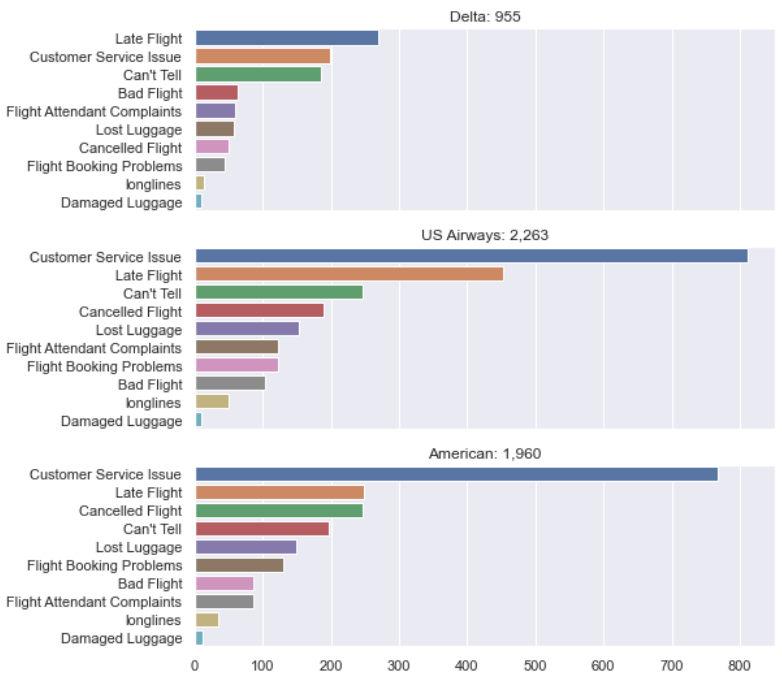 Delta: 955
Late Flight
Customer Service Issue
Can't Tell
Bad Flight
Flight Attendant Complaints
Lost Luggage
Cancelled Flight
Flight Booking Problems
longlines
Damaged Luggage
US Airways: 2,263
Customer Service Issue
Late Flight
Can't Tell
Cancelled Flight
Lost Luggage
Flight Attendant Complaints
Flight Booking Problems
Bad Flight
longlines
Damaged Luggage
American: 1,960
Customer Service Issue
Late Flight
Cancelled Flight
Can't Tell
Lost Luggage
Flight Booking Problems
Bad Flight
Flight Attendant Complaints
longlines
Damaged Luggage
0 100 200 300 400 500 600 700 800